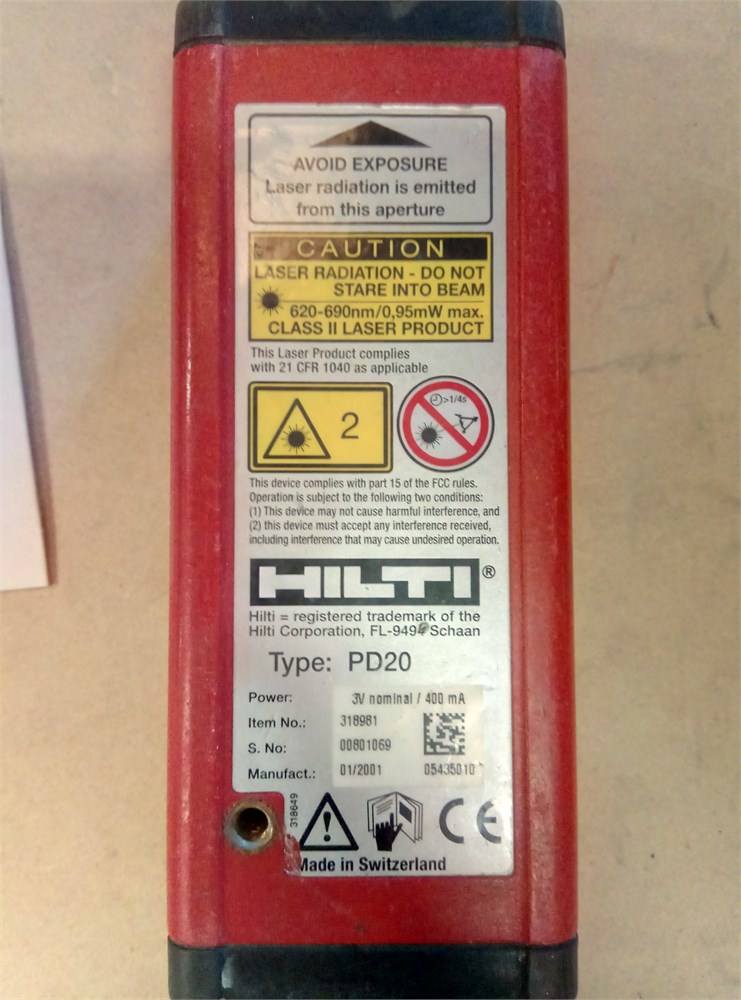 AVOID EXPOSURE
Laser radiation is emitted
from this aperture
CAUTION
LASER RADIATION - DO NOT
STARE INTO BEAM
620-690nm/0,95mW max.
CLASS II LASER PRODUCT
This Laser Product complies
with 21 CFR 1040 as applicable
2
>1/4s
This device complies with part 15 of the FCC rules.
Operation is subject to the following two conditions:
(1) This device may not cause harmful interference, and
(2) this device must accept any interference received,
including interference that may cause undesired operation.
HILTI®
Hilti = registered trademark of the
Hilti Corporation, FL-9494 Schaan
Type: PD20
Power: 3V nominal / 400 mA
Item No.: 318981
S. No: 00801069
Manufact.: 01/2001 05435010
318649
CE
Made in Switzerland